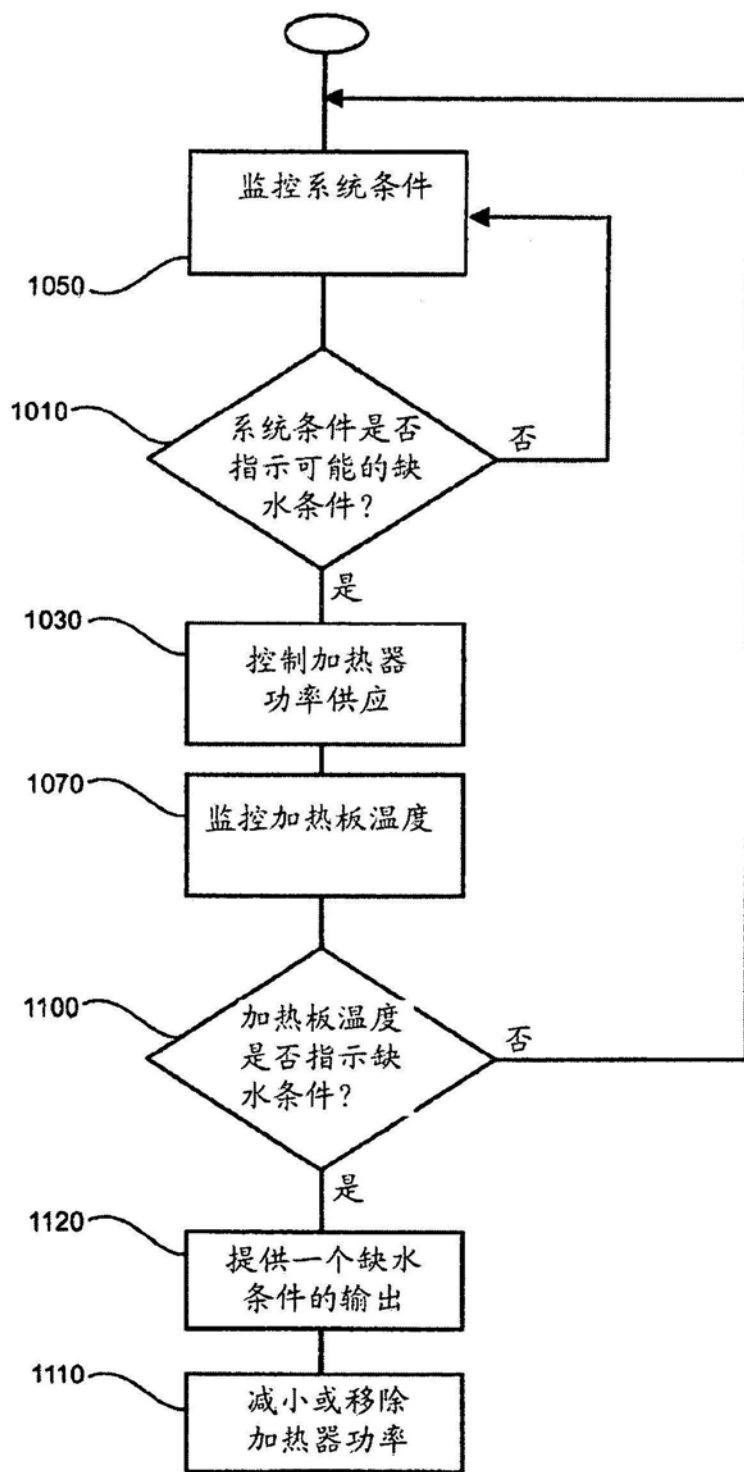 监控系统条件
1050
1010
系统条件是否
指示可能的缺
水条件?
否
是
1030
控制加热器
功率供应
1070
监控加热板温度
1100
加热板温度
是否指示缺
水条件?
否
是
1120
提供一个缺水
条件的输出
1110
减小或移除
加热器功率